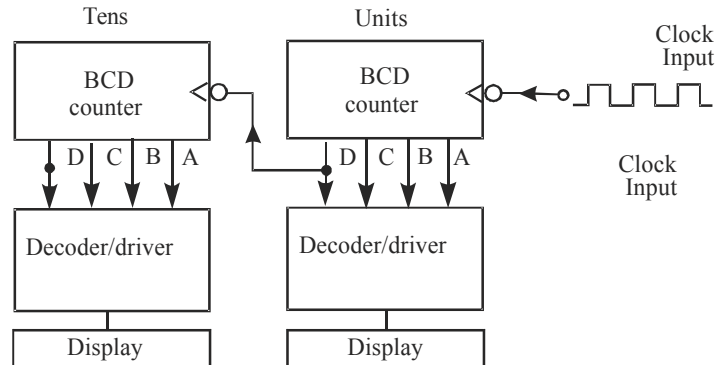 Tens
Units
Clock
Input
BCD
counter
BCD
counter
D C B A
D C B A
Clock
Input
Decoder/driver
Decoder/driver
Display
Display